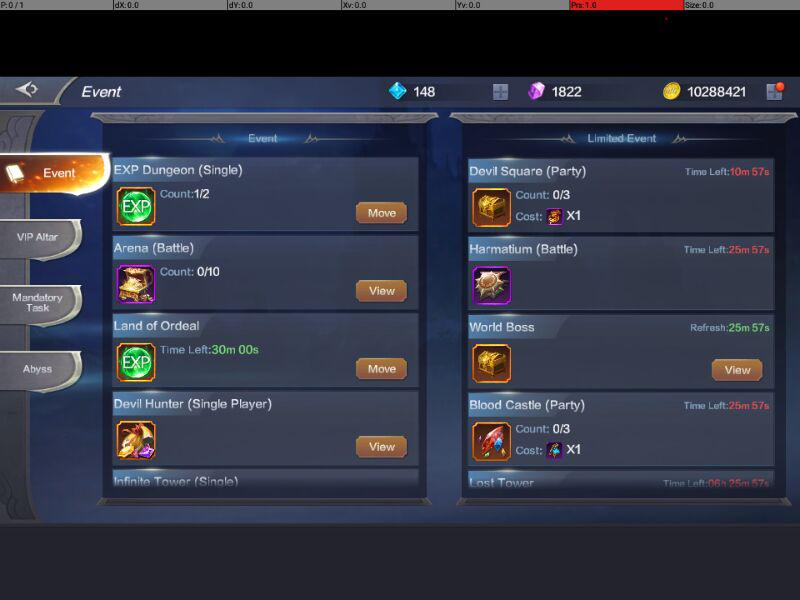 P: 0 / 1
dX: 0.0
dY: 0.0
Xv: 0.0
Yv: 0.0
Prs: 1.0
Size: 0.0
Event
148
1822
10288421
Event
VIP Altar
Mandatory
Task
Abyss
Event
EXP Dungeon (Single)
EXP
Count:1/2
Move
Arena (Battle)
Count: 0/10
View
Land of Ordeal
EXP
Time Left:30m 00s
Move
Devil Hunter (Single Player)
View
Infinite Tower (Single)
Limited Event
Devil Square (Party)
Time Left:10m 57s
Count: 0/3
Cost: X1
Harmatium (Battle)
Time Left:25m 57s
World Boss
Refresh:25m 57s
View
Blood Castle (Party)
Time Left:25m 57s
Count: 0/3
Cost: X1
Lost Tower
Time Left:06h 25m 57s